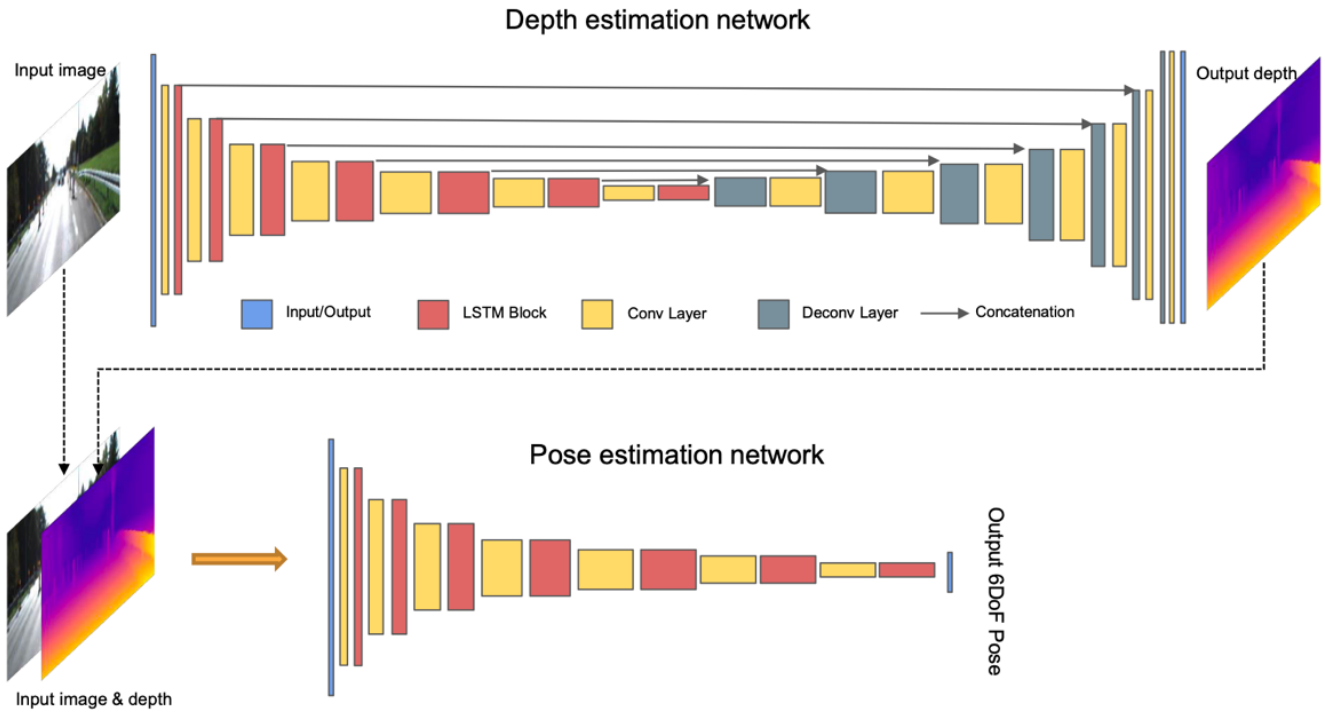 Depth estimation network
Input image
Output depth
Input/Output
LSTM Block
Conv Layer
Deconv Layer
Concatenation
Pose estimation network
Output 6DoF Pose
Input image & depth